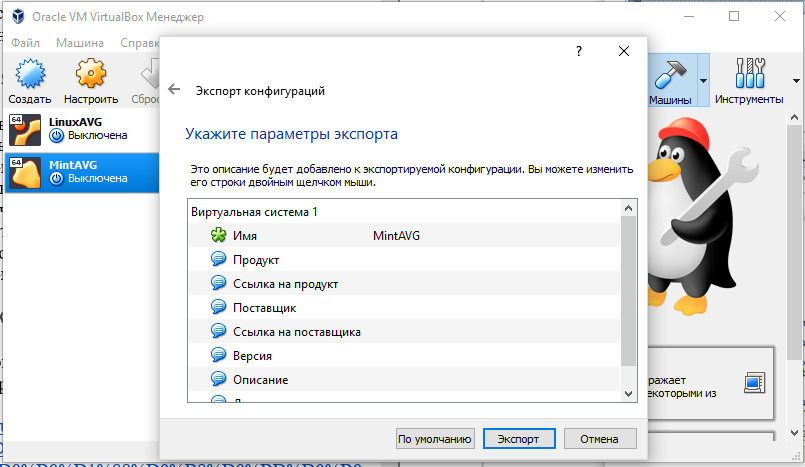 Oracle VM VirtualBox Менеджер
Файл Машина Справк
Создать Настроить Сброс
Машины Инструменты
64 LinuxAVG
Выключена
64 MintAVG
Выключена
?
Экспорт конфигураций
Укажите параметры экспорта
Это описание будет добавлено к экспортируемой конфигурации. Вы можете изменить
его строки двойным щелчком мыши.
Виртуальная система 1
Имя MintAVG
Продукт
Ссылка на продукт
Поставщик
Ссылка на поставщика
Версия
Описание
По умолчанию Экспорт Отмена
ражает
екоторыми из